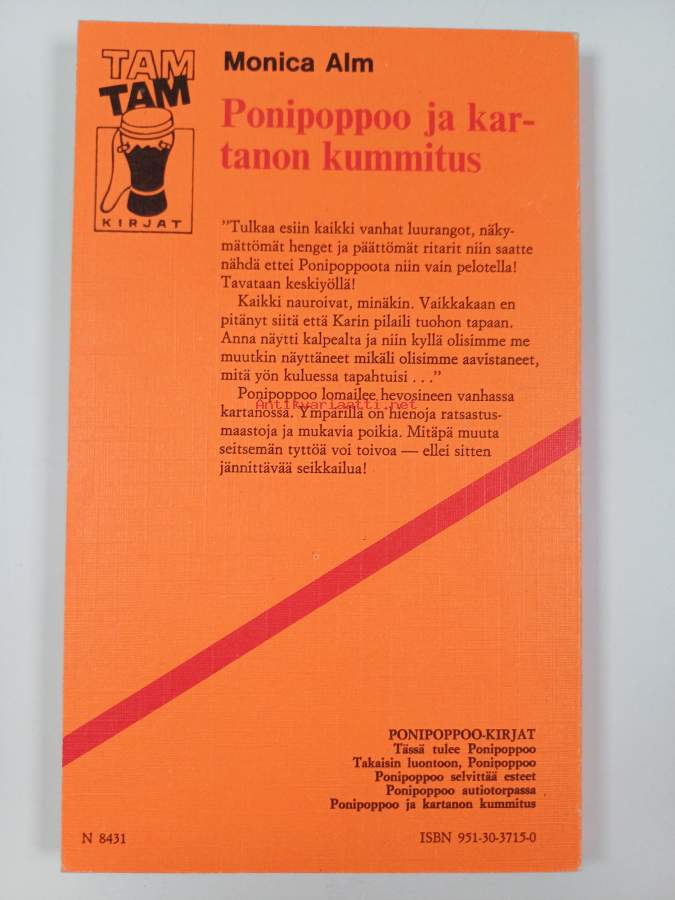 TAM
TAM
KIRJAT
Monica Alm
Ponipoppoo ja kar-
tanon kummitus
”Tulkaa esiin kaikki vanhat luurangot, näky-
mättömät henget ja päättömät ritarit niin saatte
nähdä ettei Ponipoppoota niin vain pelotella!
Tavataan keskiyöllä!
Kaikki nauroivat, minäkin. Vaikkakaan en
pitänyt siitä että Karin pilaili tuohon tapaan.
Anna näytti kalpealta ja niin kyllä olisimme me
muutkin näyttäneet mikäli olisimme aavistaneet,
mitä yön kuluessa tapahtuisi . . .”
Ponipoppoo lomailee hevosineen vanhassa
Antikvariaatti.net
kartanossa. Ympärillä on hienoja ratsastus-
maastoja ja mukavia poikia. Mitäpä muuta
seitsemän tyttöä voi toivoa — ellei sitten
jännittävää seikkailua!
PONIPOPPOO-KIRJAT
Tässä tulee Ponipoppoo
Takaisin luontoon, Ponipoppoo
Ponipoppoo selvittää esteet
Ponipoppoo autiotorpassa
Ponipoppoo ja kartanon kummitus
N 8431
ISBN 951-30-3715-0